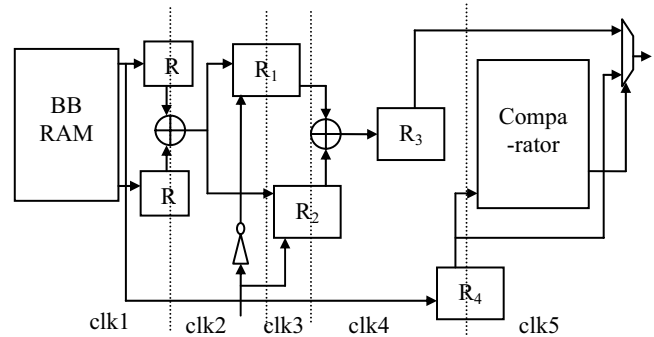 BB
RAM
R
R
R₁
R₂
R₃
Compa
-rator
R₄
clk1
clk2
clk3
clk4
clk5